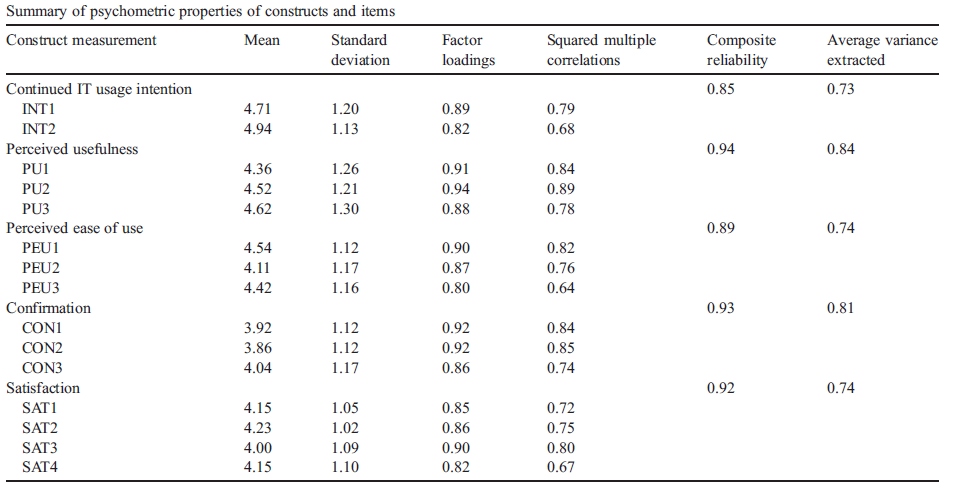 Summary of psychometric properties of constructs and items
Construct measurement Mean Standard deviation Factor loadings Squared multiple correlations Composite reliability Average variance extracted
Continued IT usage intention 0.85 0.73
INT1 4.71 1.20 0.89 0.79
INT2 4.94 1.13 0.82 0.68
Perceived usefulness 0.94 0.84
PU1 4.36 1.26 0.91 0.84
PU2 4.52 1.21 0.94 0.89
PU3 4.62 1.30 0.88 0.78
Perceived ease of use 0.89 0.74
PEU1 4.54 1.12 0.90 0.82
PEU2 4.11 1.17 0.87 0.76
PEU3 4.42 1.16 0.80 0.64
Confirmation 0.93 0.81
CON1 3.92 1.12 0.92 0.84
CON2 3.86 1.12 0.92 0.85
CON3 4.04 1.17 0.86 0.74
Satisfaction 0.92 0.74
SAT1 4.15 1.05 0.85 0.72
SAT2 4.23 1.02 0.86 0.75
SAT3 4.00 1.09 0.90 0.80
SAT4 4.15 1.10 0.82 0.67